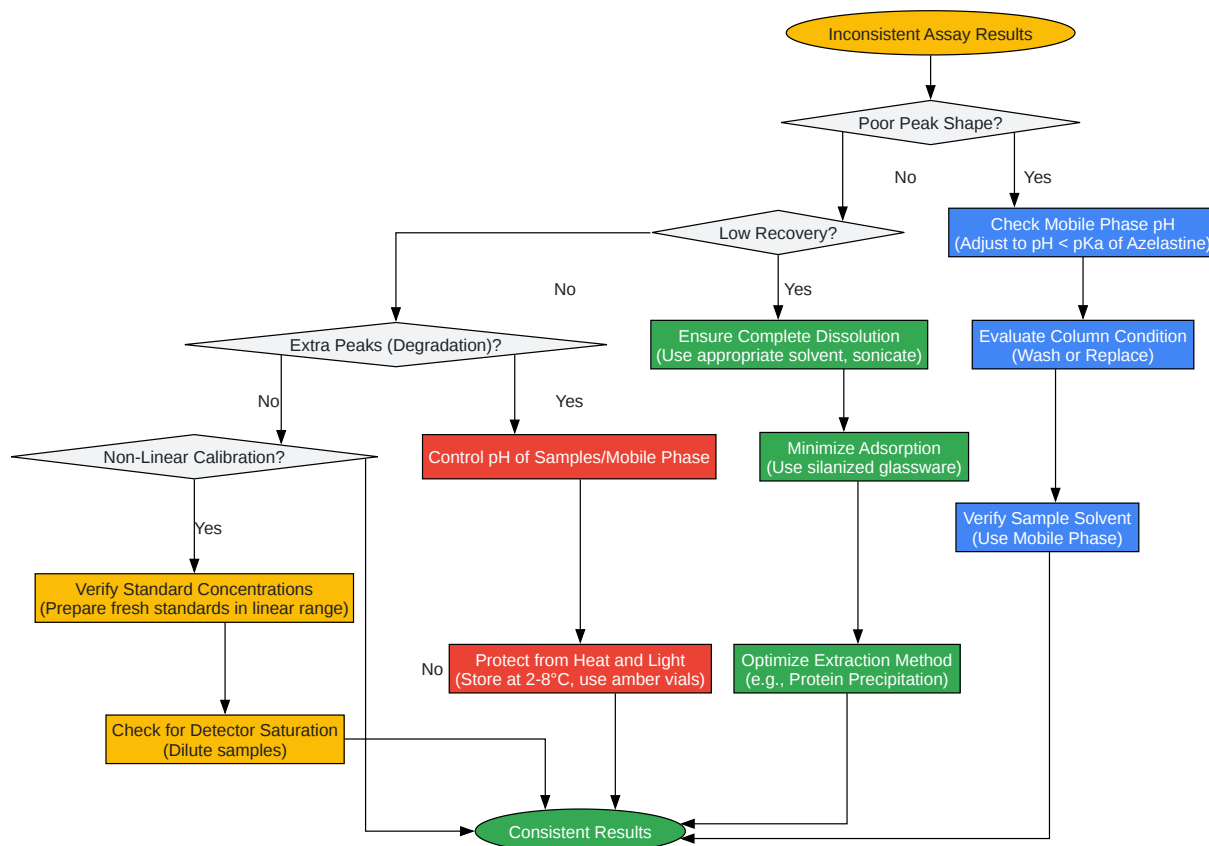 Inconsistent Assay Results
Poor Peak Shape?
No
Yes
Check Mobile Phase pH
(Adjust to pH < pKa of Azelastine)
Low Recovery?
No
Yes
Evaluate Column Condition
(Wash or Replace)
Ensure Complete Dissolution
(Use appropriate solvent, sonicate)
Extra Peaks (Degradation)?
No
Yes
Non-Linear Calibration?
Control pH of Samples/Mobile Phase
Minimize Adsorption
(Use silanized glassware)
Verify Sample Solvent
(Use Mobile Phase)
Yes
Verify Standard Concentrations
(Prepare fresh standards in linear range)
No
Protect from Heat and Light
(Store at 2-8°C, use amber vials)
Optimize Extraction Method
(e.g., Protein Precipitation)
Check for Detector Saturation
(Dilute samples)
Consistent Results